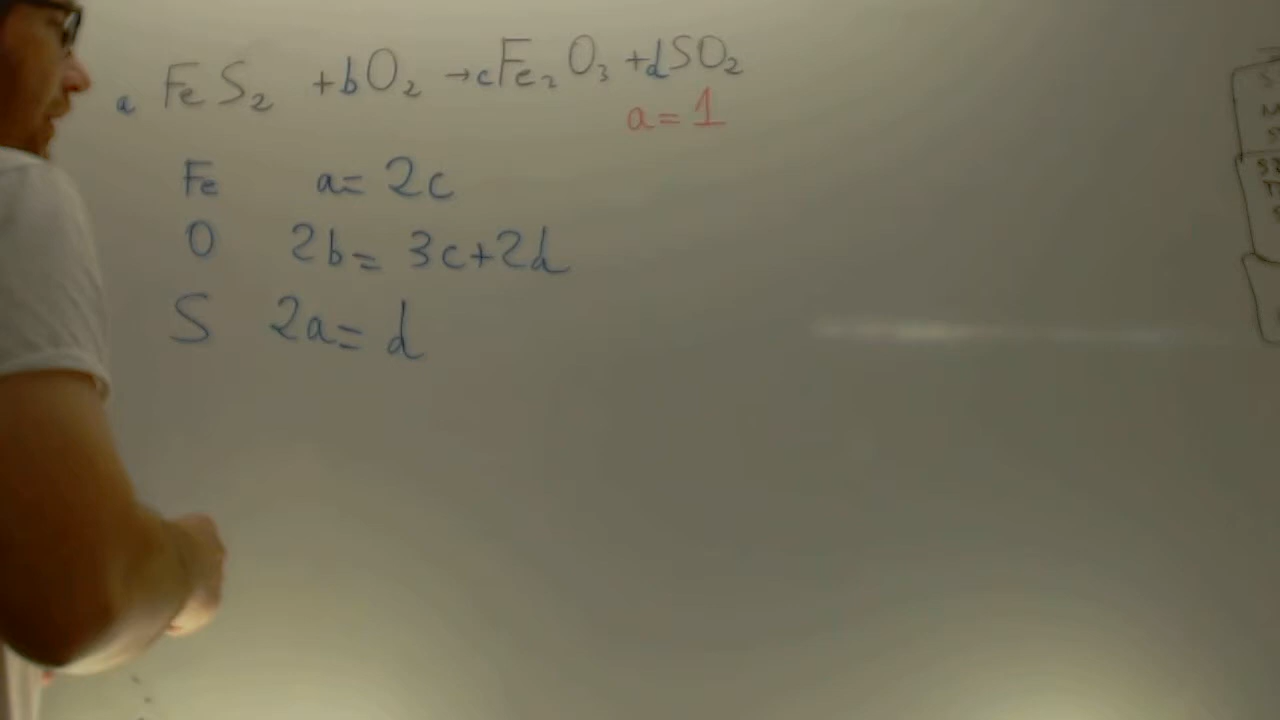 a FeS₂ + bO₂ → cFe₂O₃ + dSO₂
a = 1
Fe a = 2c
O 2b = 3c+2d
S 2a = d